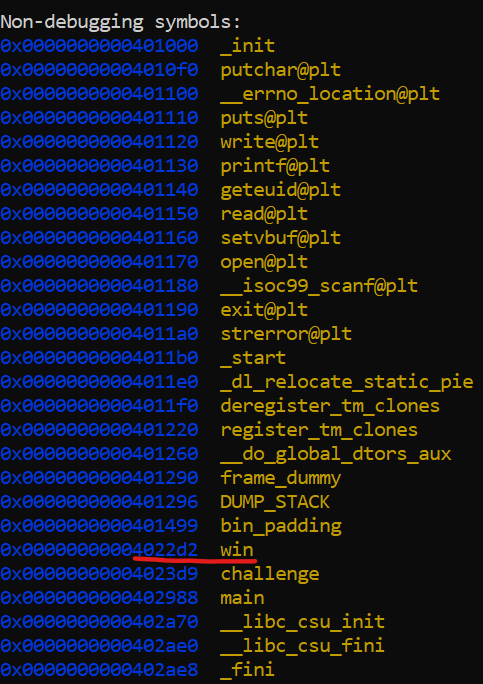 Non-debugging symbols:
0x0000000000401000  _init
0x00000000004010f0  putchar@plt
0x0000000000401100  __errno_location@plt
0x0000000000401110  puts@plt
0x0000000000401120  write@plt
0x0000000000401130  printf@plt
0x0000000000401140  geteuid@plt
0x0000000000401150  read@plt
0x0000000000401160  setvbuf@plt
0x0000000000401170  open@plt
0x0000000000401180  __isoc99_scanf@plt
0x0000000000401190  exit@plt
0x00000000004011a0  strerror@plt
0x00000000004011b0  _start
0x00000000004011e0  _dl_relocate_static_pie
0x00000000004011f0  deregister_tm_clones
0x0000000000401220  register_tm_clones
0x0000000000401260  __do_global_dtors_aux
0x0000000000401290  frame_dummy
0x0000000000401296  DUMP_STACK
0x0000000000401499  bin_padding
0x00000000004022d2  win
0x00000000004023d9  challenge
0x0000000000402988  main
0x0000000000402a70  __libc_csu_init
0x0000000000402ae0  __libc_csu_fini
0x0000000000402ae8  _fini